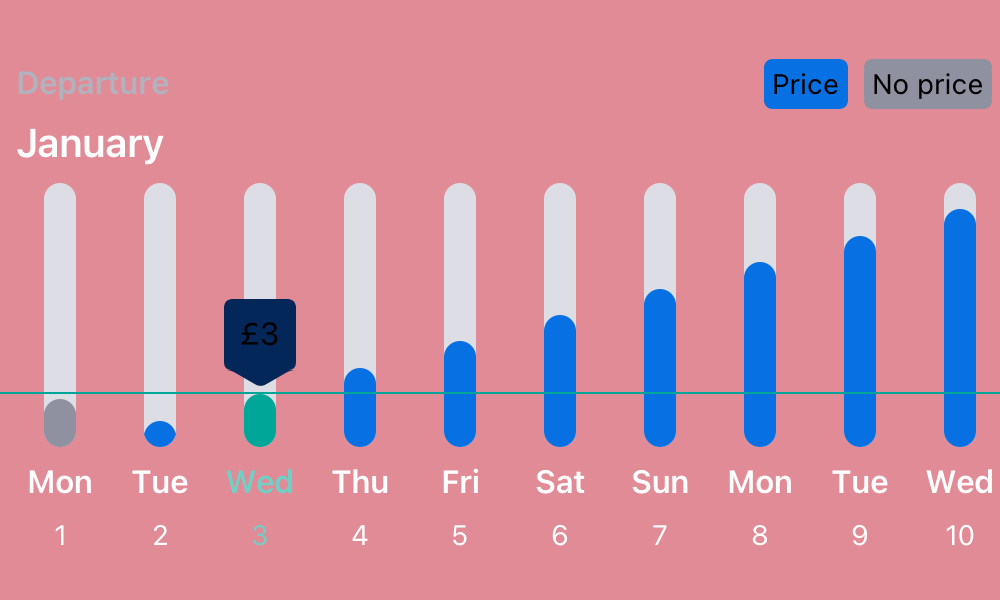 Departure
Price No price
January
£3
Mon Tue Wed Thu Fri Sat Sun Mon Tue Wed
1 2 3 4 5 6 7 8 9 10